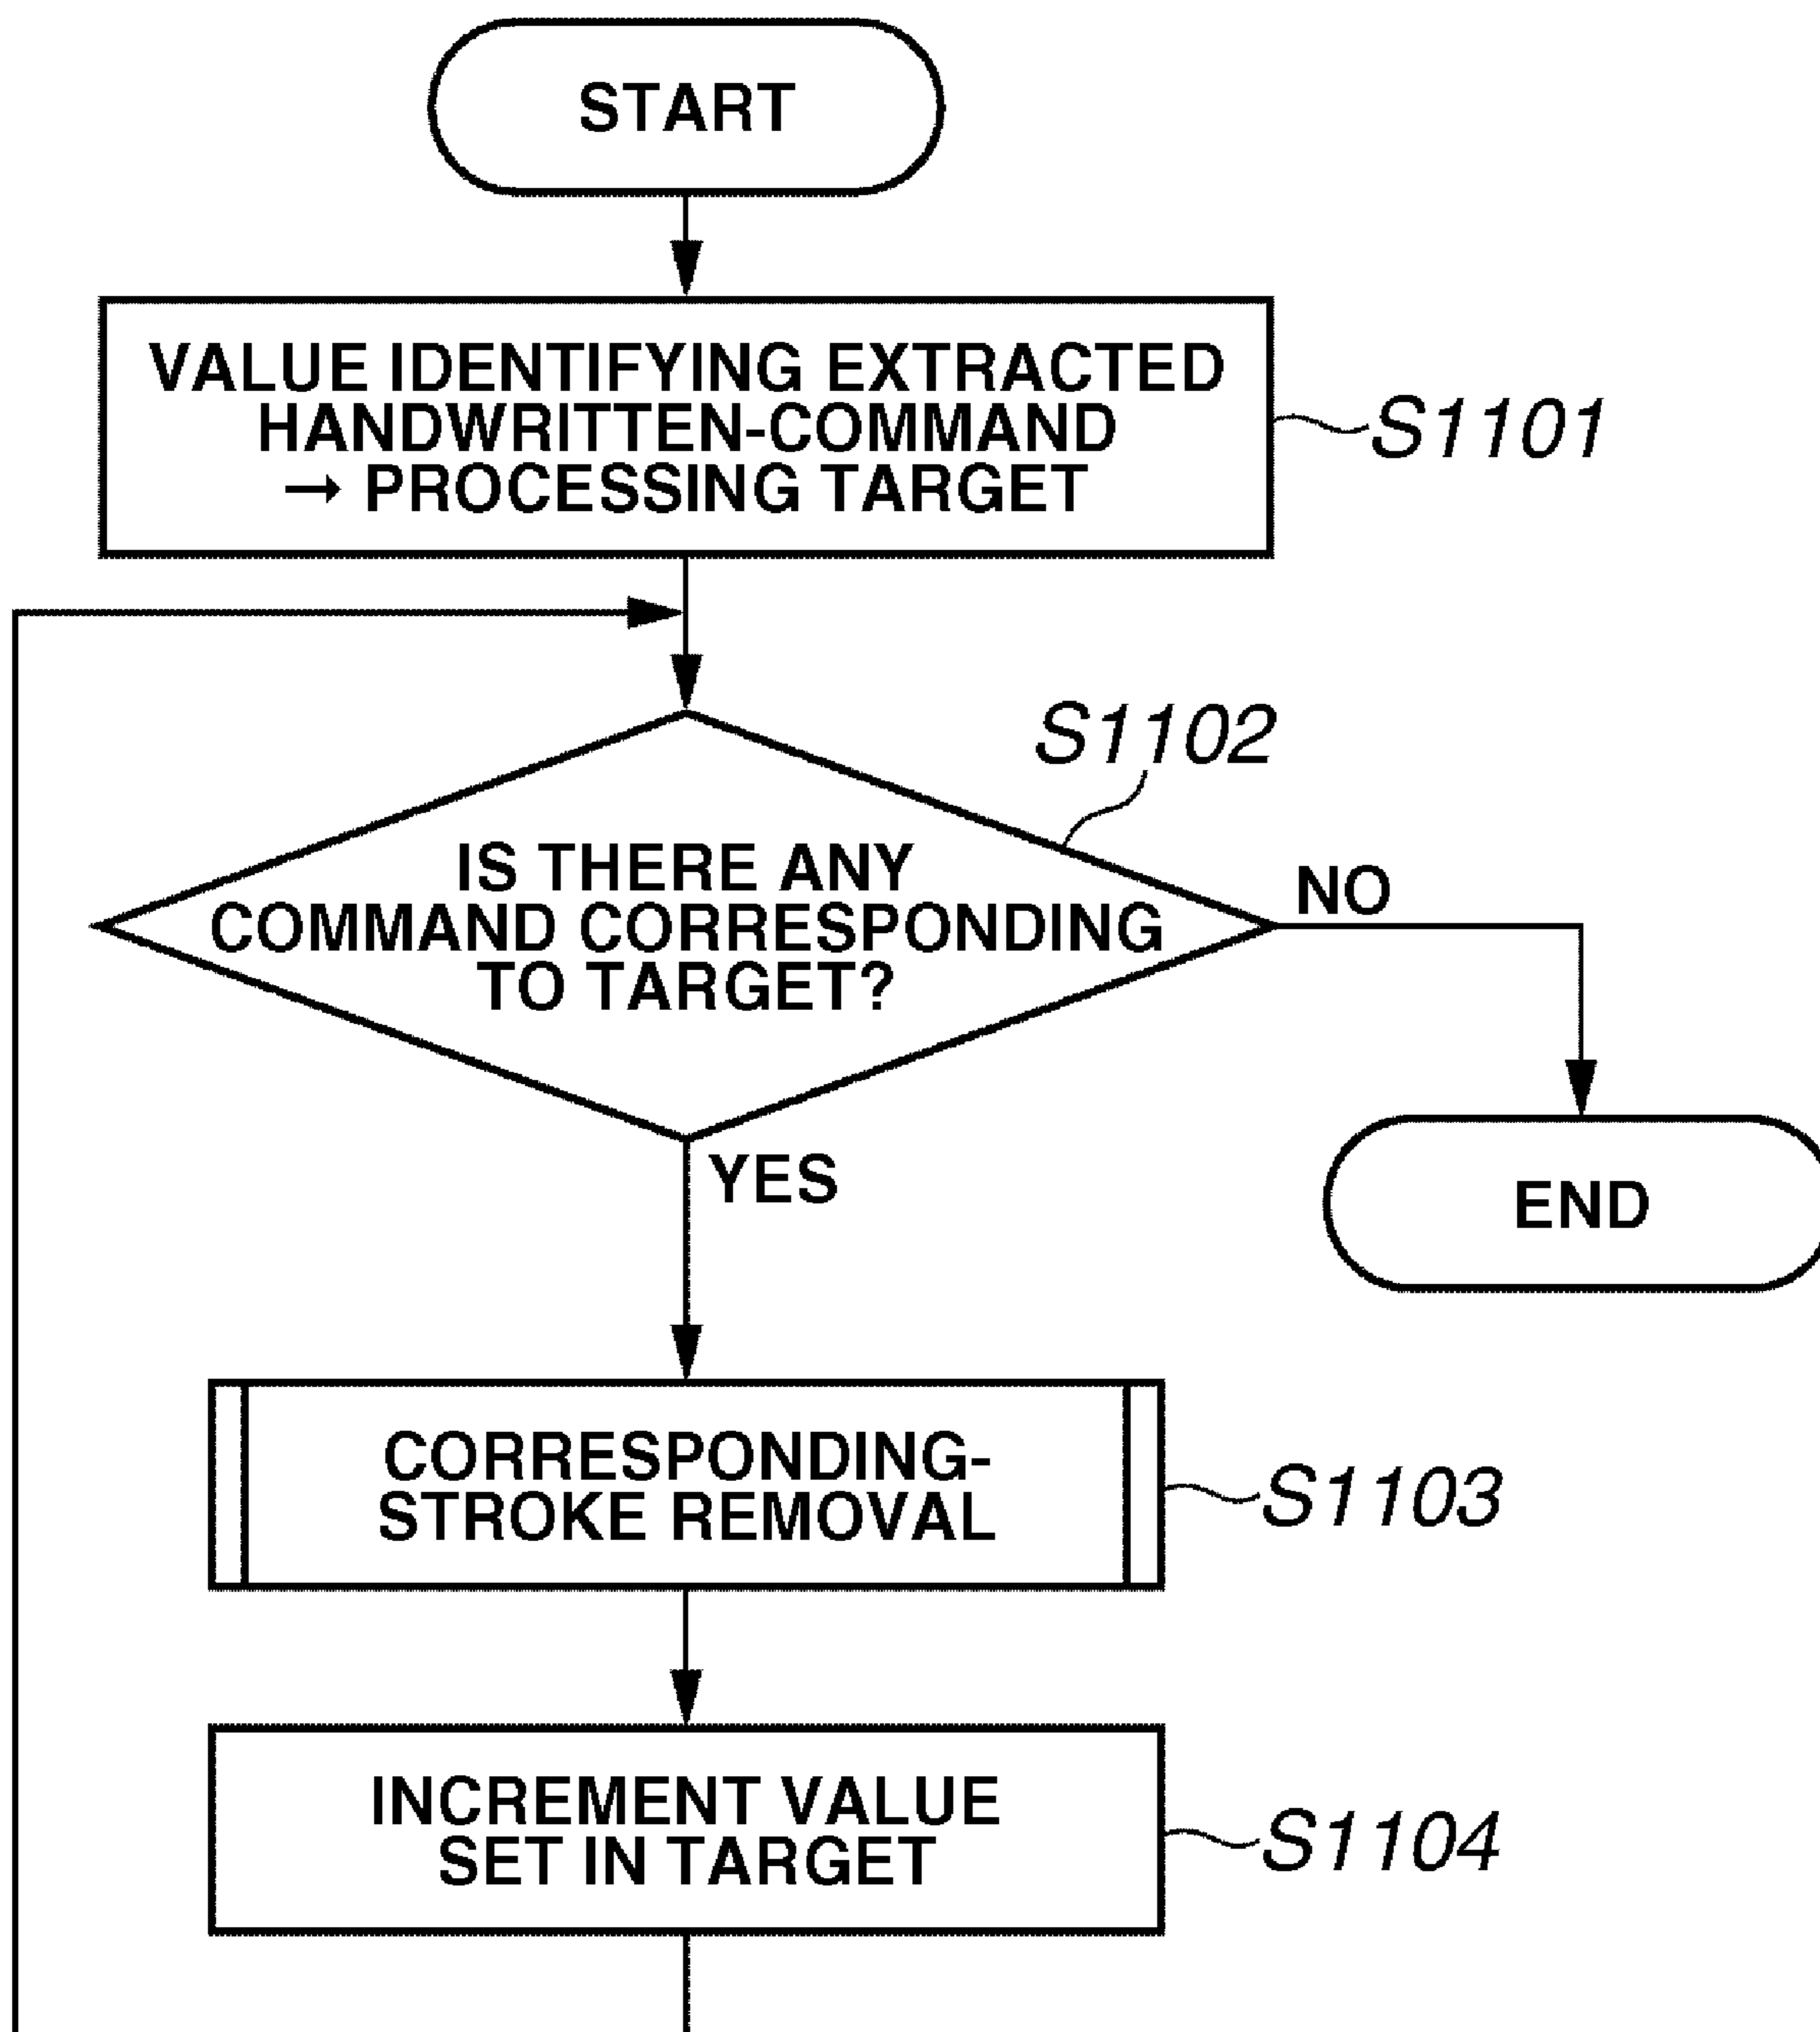 START
VALUE IDENTIFYING EXTRACTED
HANDWRITTEN-COMMAND
→ PROCESSING TARGET
S1101
S1102
IS THERE ANY
COMMAND CORRESPONDING
TO TARGET?
NO
YES
END
CORRESPONDING-
STROKE REMOVAL
S1103
INCREMENT VALUE
SET IN TARGET
S1104